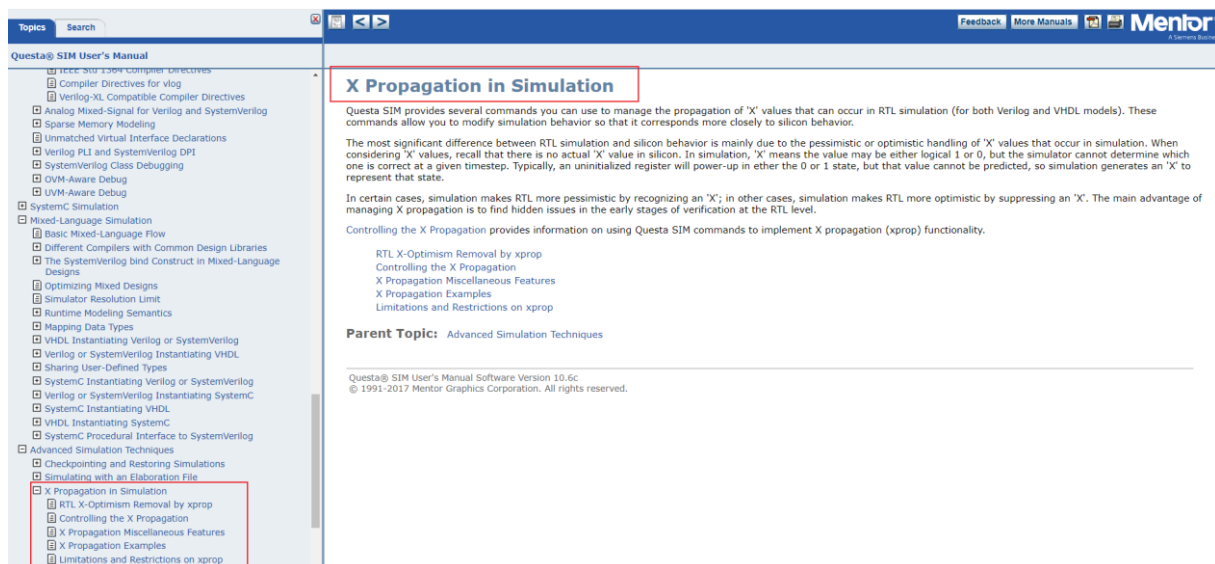 Topics
Search
Feedback
More Manuals
Mentor
A Siemens Busine
Questa® SIM User's Manual
IEEE Std 1364 Compiler Directives
Compiler Directives for vlog
Verilog-XL Compatible Compiler Directives
Analog Mixed-Signal for Verilog and SystemVerilog
Sparse Memory Modeling
Unmatched Virtual Interface Declarations
Verilog PLI and SystemVerilog DPI
SystemVerilog Class Debugging
OVM-Aware Debug
UVM-Aware Debug
SystemC Simulation
Mixed-Language Simulation
Basic Mixed-Language Flow
Different Compilers with Common Design Libraries
The SystemVerilog bind Construct in Mixed-Language
Designs
Optimizing Mixed Designs
Simulator Resolution Limit
Runtime Modeling Semantics
Mapping Data Types
VHDL Instantiating Verilog or SystemVerilog
Verilog or SystemVerilog Instantiating VHDL
Sharing User-Defined Types
SystemC Instantiating Verilog or SystemVerilog
Verilog or SystemVerilog Instantiating SystemC
SystemC Instantiating VHDL
VHDL Instantiating SystemC
SystemC Procedural Interface to SystemVerilog
Advanced Simulation Techniques
Checkpointing and Restoring Simulations
Simulating with an Elaboration File
X Propagation in Simulation
RTL X-Optimism Removal by xprop
Controlling the X Propagation
X Propagation Miscellaneous Features
X Propagation Examples
Limitations and Restrictions on xprop
X Propagation in Simulation
Questa SIM provides several commands you can use to manage the propagation of 'X' values that can occur in RTL simulation (for both Verilog and VHDL models). These
commands allow you to modify simulation behavior so that it corresponds more closely to silicon behavior.
The most significant difference between RTL simulation and silicon behavior is mainly due to the pessimistic or optimistic handling of 'X' values that occur in simulation. When
considering 'X' values, recall that there is no actual 'X' value in silicon. In simulation, 'X' means the value may be either logical 1 or 0, but the simulator cannot determine which
one is correct at a given timestep. Typically, an uninitialized register will power-up in ether the 0 or 1 state, but that value cannot be predicted, so simulation generates an 'X' to
represent that state.
In certain cases, simulation makes RTL more pessimistic by recognizing an 'X'; in other cases, simulation makes RTL more optimistic by suppressing an 'X'. The main advantage of
managing X propagation is to find hidden issues in the early stages of verification at the RTL level.
Controlling the X Propagation provides information on using Questa SIM commands to implement X propagation (xprop) functionality.
RTL X-Optimism Removal by xprop
Controlling the X Propagation
X Propagation Miscellaneous Features
X Propagation Examples
Limitations and Restrictions on xprop
Parent Topic: Advanced Simulation Techniques
Questa® SIM User's Manual Software Version 10.6c
© 1991-2017 Mentor Graphics Corporation. All rights reserved.